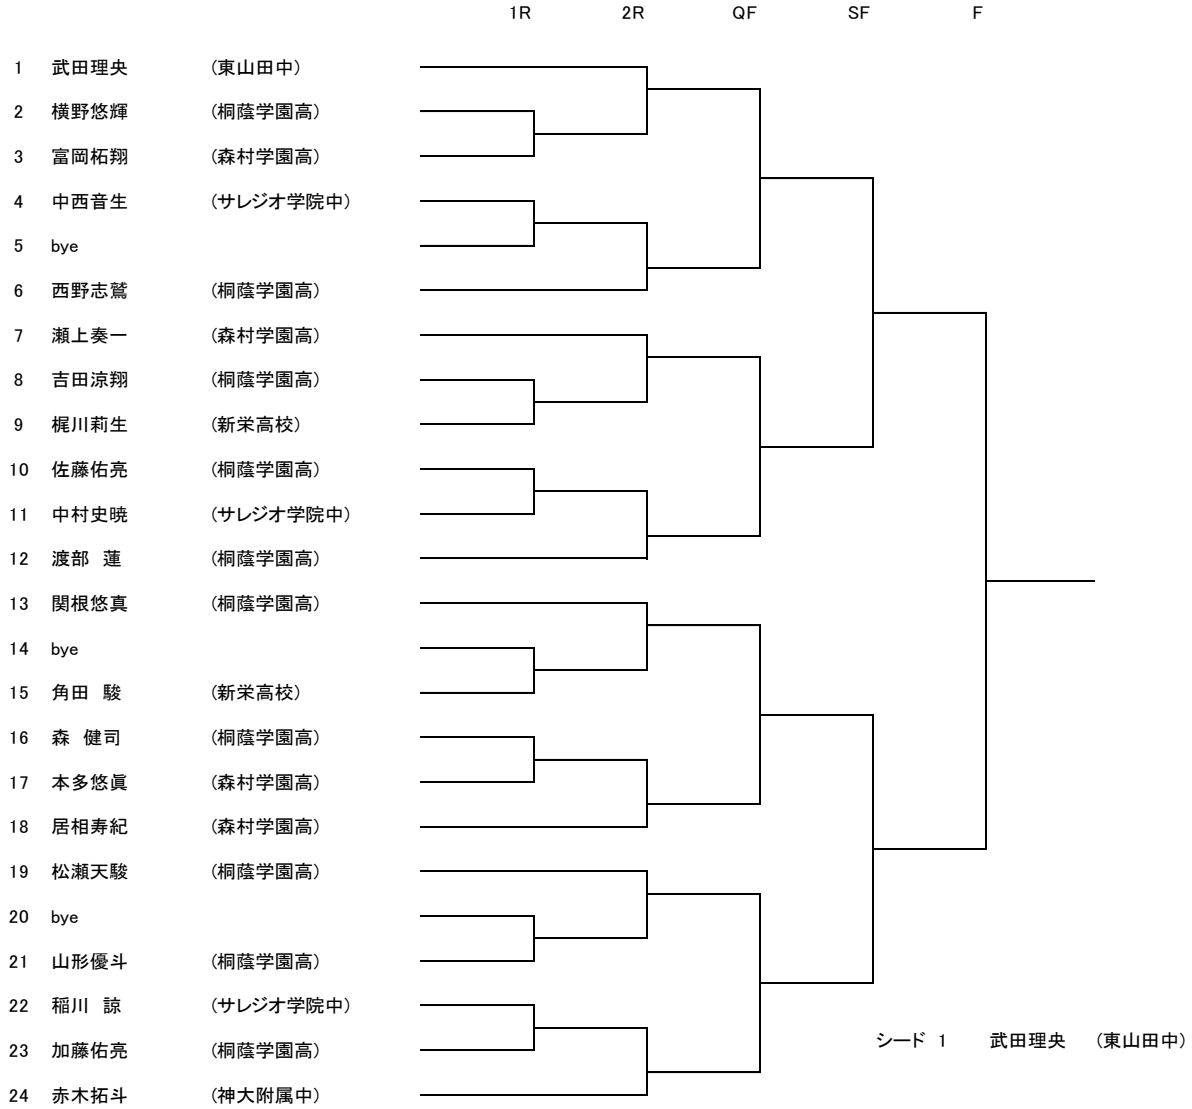 1R 2R QF SF F
1 武田理央 (東山田中)
2 横野悠輝 (桐蔭学園高)
3 富岡柘翔 (森村学園高)
4 中西音生 (サレジオ学院中)
5 bye
6 西野志鷲 (桐蔭学園高)
7 瀬上奏一 (森村学園高)
8 吉田涼翔 (桐蔭学園高)
9 梶川莉生 (新栄高校)
10 佐藤佑亮 (桐蔭学園高)
11 中村史暁 (サレジオ学院中)
12 渡部 蓮 (桐蔭学園高)
13 関根悠真 (桐蔭学園高)
14 bye
15 角田 駿 (新栄高校)
16 森 健司 (桐蔭学園高)
17 本多悠眞 (森村学園高)
18 居相寿紀 (森村学園高)
19 松瀬天駿 (桐蔭学園高)
20 bye
21 山形優斗 (桐蔭学園高)
22 稲川 諒 (サレジオ学院中)
23 加藤佑亮 (桐蔭学園高)
シード 1 武田理央 (東山田中)
24 赤木拓斗 (神大附属中)